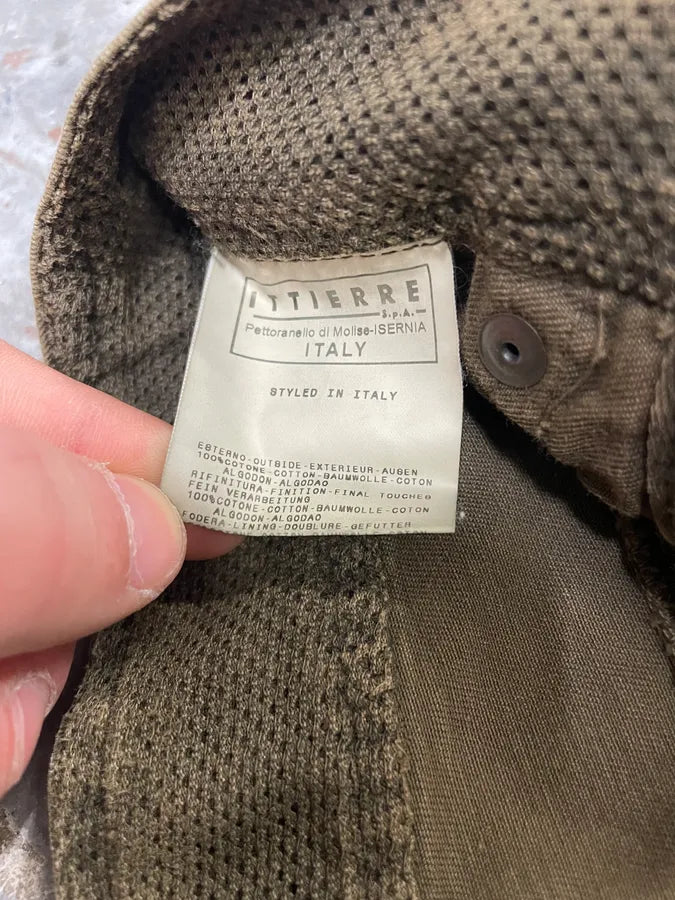 ITTIERRE
S.p.A.
Pettoranello di Molise-ISERNIA
ITALY
STYLED IN ITALY
ESTERNO-OUTSIDE-EXTERIEUR-AUßEN
100%COTONE-COTTON-BAUMWOLLE-COTON
ALGODON-ALGODAO
RIFINITURA-FINITION-FINAL TOUCHES
FEIN VERARBEITUNG
100%COTONE-COTTON-BAUMWOLLE-COTON
ALGODON-ALGODAO
FODERA-LINING-DOUBLURE-GEFUTTER